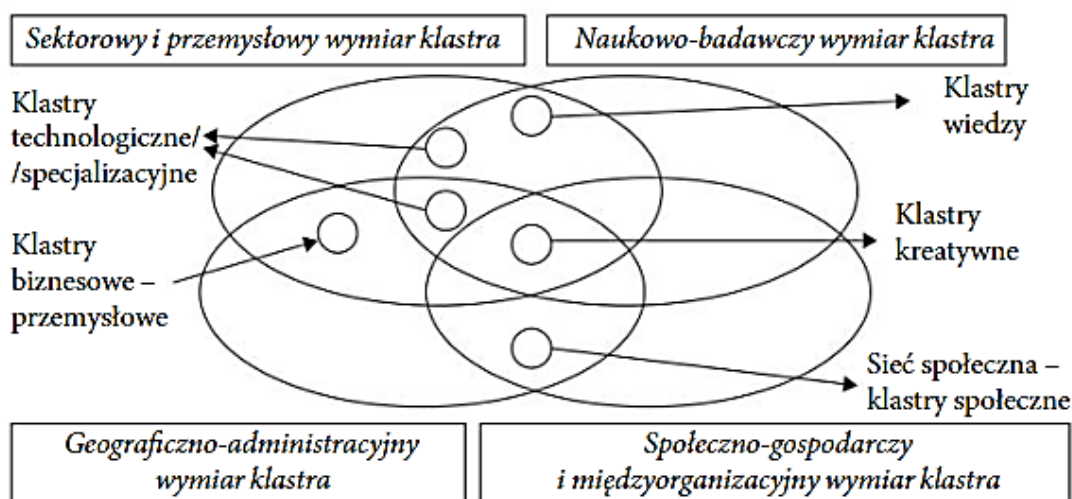 Sektorowy i przemysłowy wymiar klastra
Naukowo-badawczy wymiar klastra
Klastry
technologiczne/
/specjalizacyjne
Klastry
wiedzy
Klastry
biznesowe –
przemysłowe
Klastry
kreatywne
Sieć społeczna –
klastry społeczne
Geograficzno-administracyjny
wymiar klastra
Społeczno-gospodarczy
i międzyorganizacyjny wymiar klastra